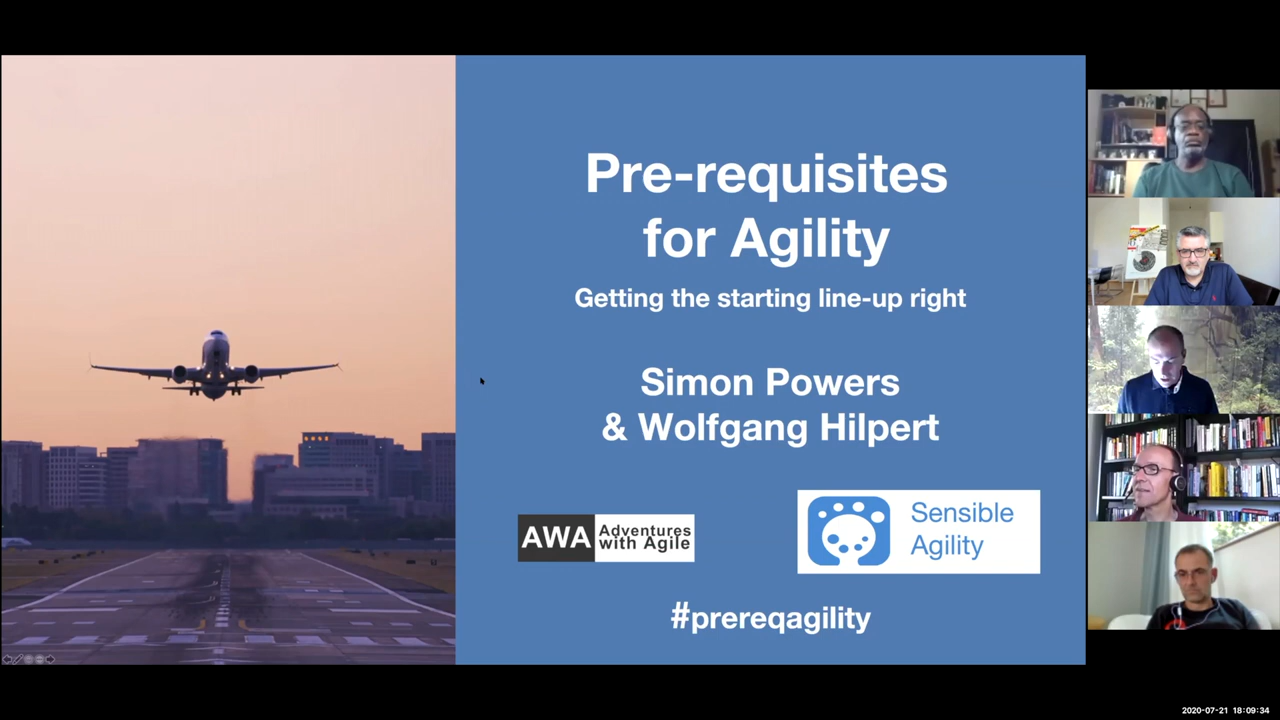 Pre-requisites
for Agility
Getting the starting line-up right
Simon Powers
& Wolfgang Hilpert
AWA Adventures
with Agile
Sensible
Agility
#prereqagility
2020-07-21 18:09:34